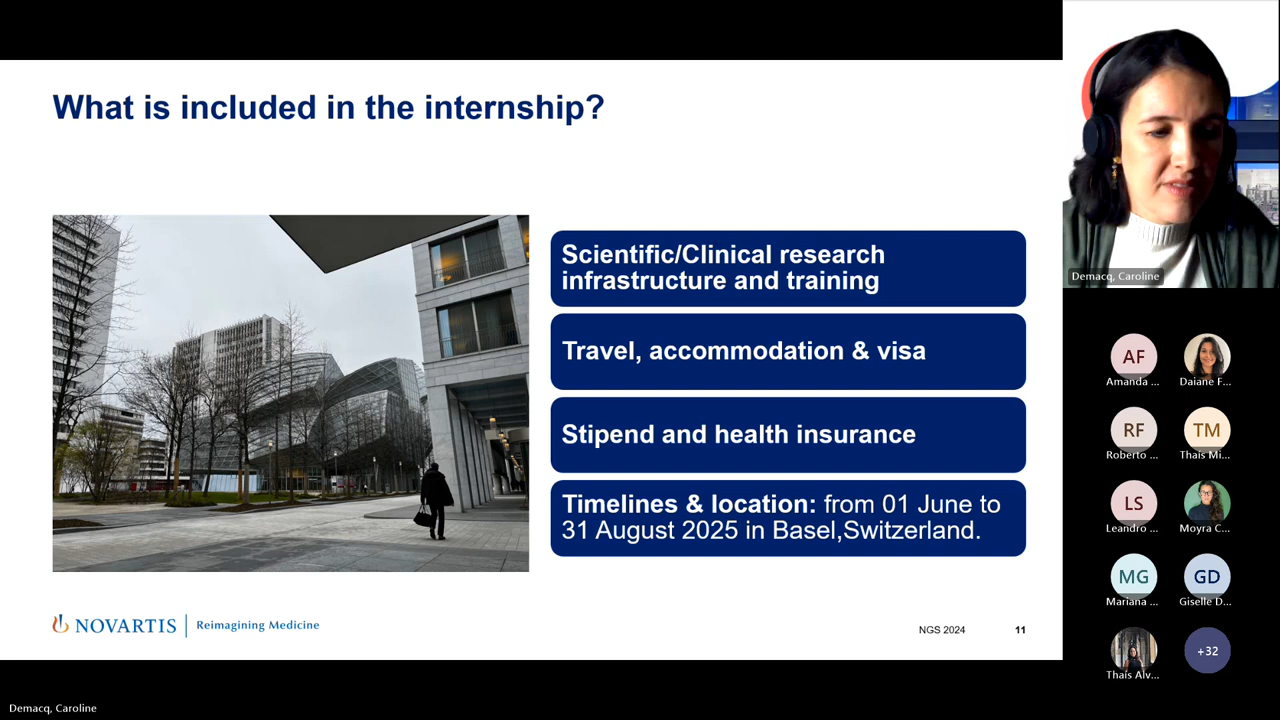 What is included in the internship?
Scientific/Clinical research
infrastructure and training
Travel, accommodation & visa
Stipend and health insurance
Timelines & location: from 01 June to
31 August 2025 in Basel,Switzerland.
NOVARTIS | Reimagining Medicine
NGS 2024
11
Demacq, Caroline
AF
Amanda ...
Daiane F...
RF
Roberto ...
TM
Thais Mi...
LS
Leandro ...
Moyra C...
MG
Mariana ...
GD
Giselle D...
Thaís Alv...
+32
Demacq, Caroline